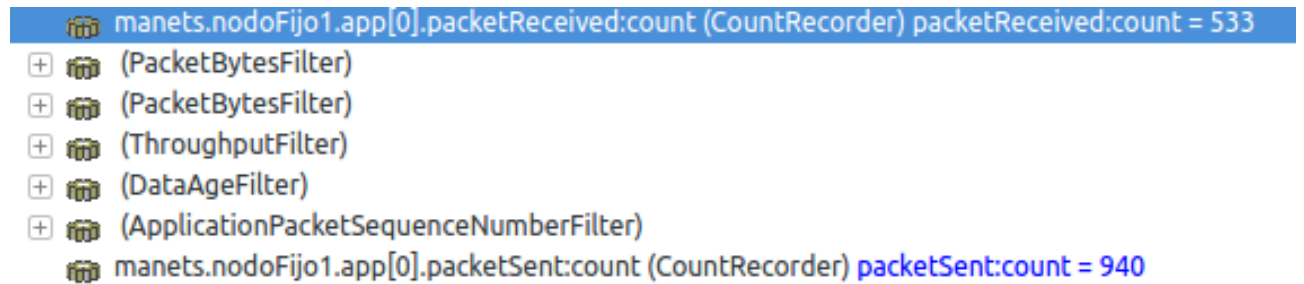 manets.nodoFijo1.app[0].packetReceived:count (CountRecorder) packetReceived:count = 533
(PacketBytesFilter)
(PacketBytesFilter)
(ThroughputFilter)
(DataAgeFilter)
(ApplicationPacketSequenceNumberFilter)
manets.nodoFijo1.app[0].packetSent:count (CountRecorder) packetSent:count = 940